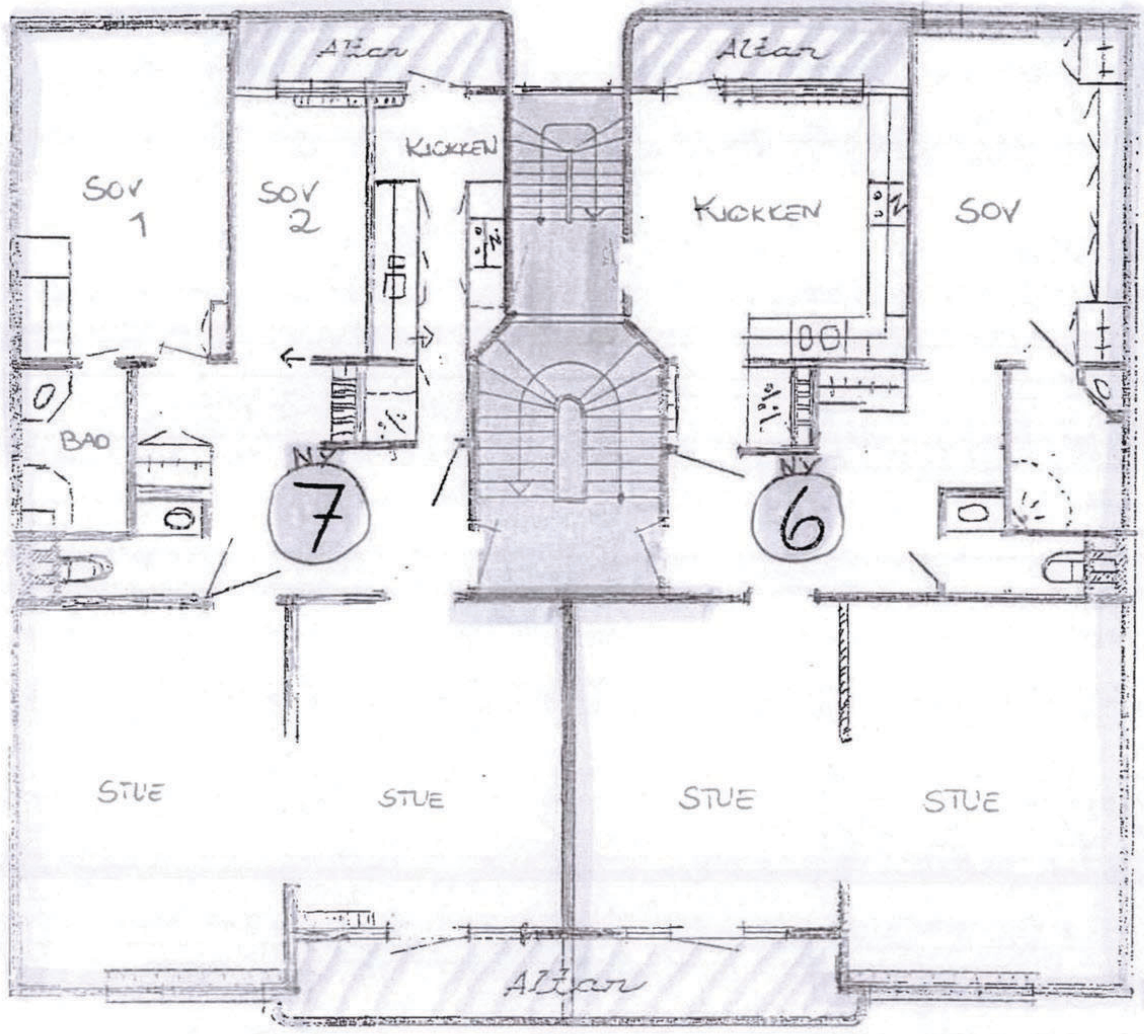 Altan
Altan
KJØKKEN
SOV
1
SOV
2
KJØKKEN
SOV
BAD
NY
7
NY
6
STUE
STUE
STUE
STUE
Altan